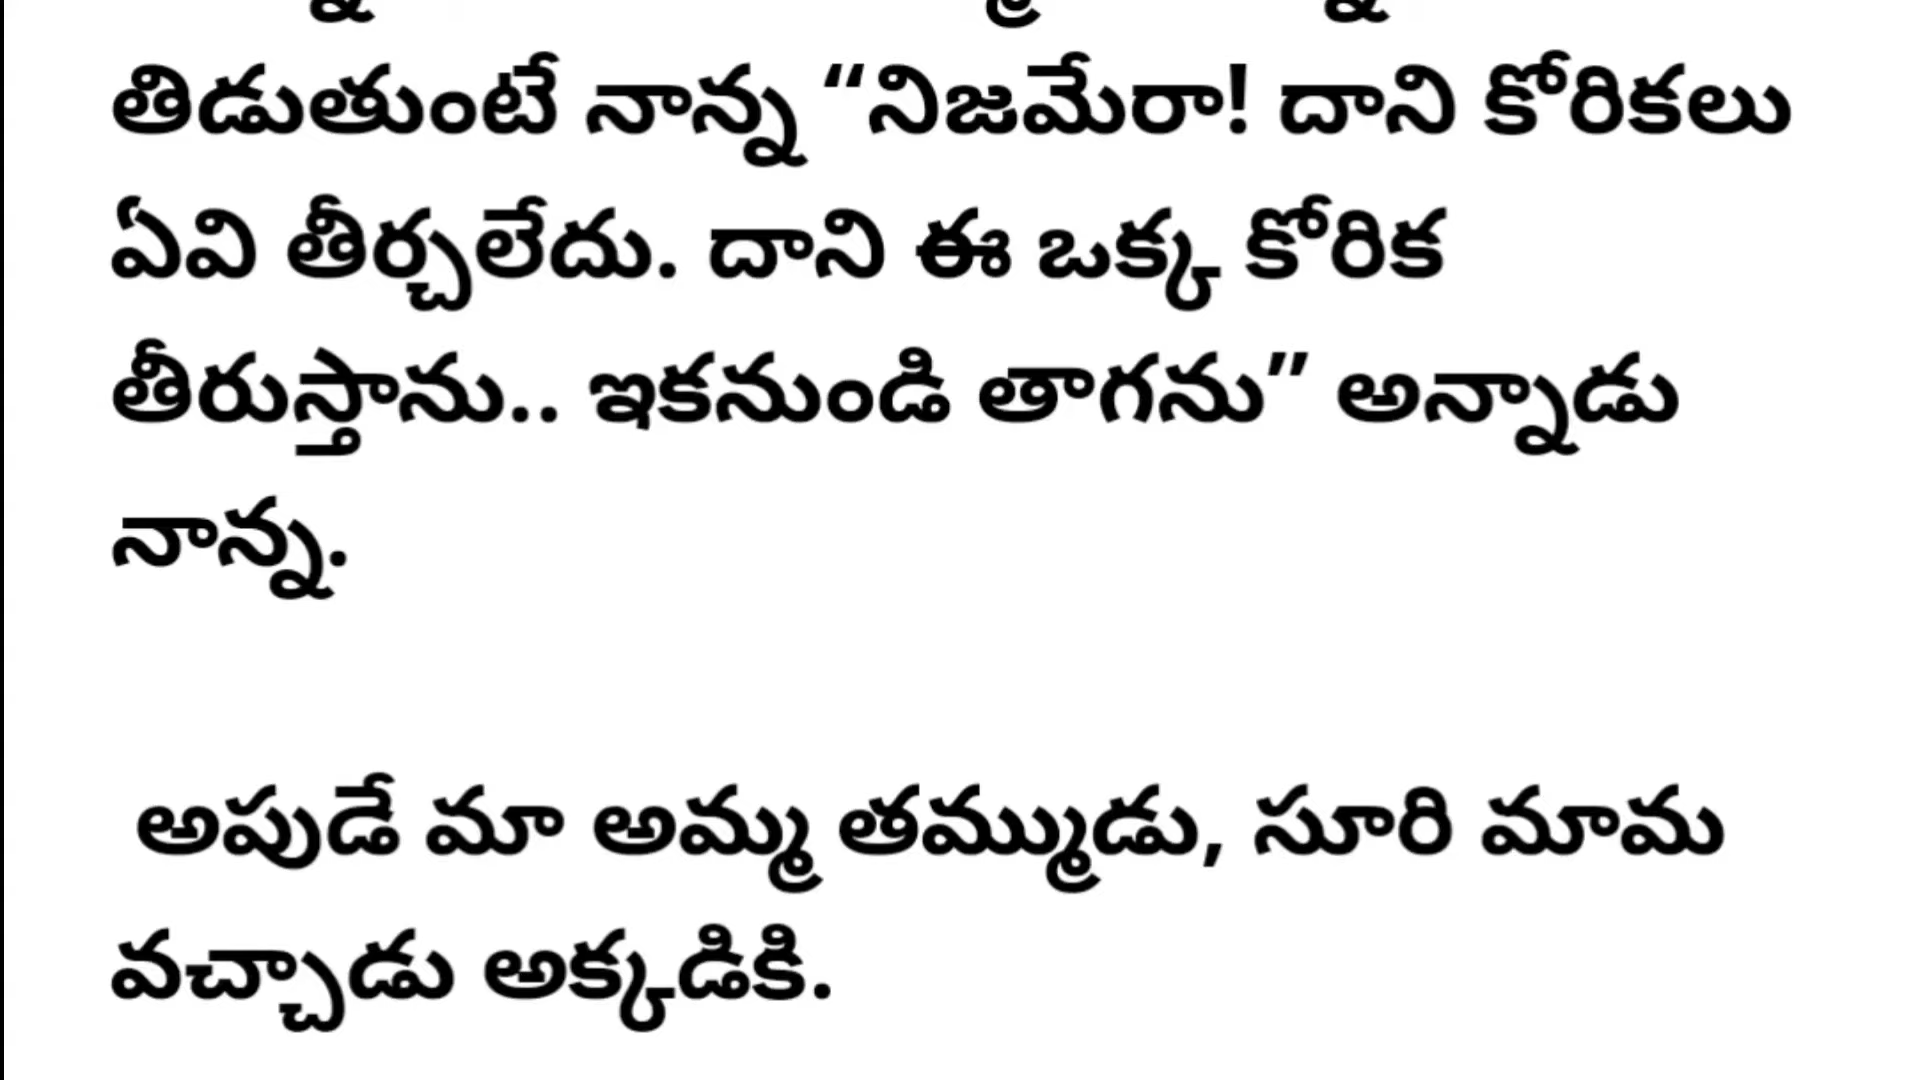 తిడుతుంటే నాన్న “నిజమేరా! దాని కోరికలు
ఏవి తీర్చలేదు. దాని ఈ ఒక్క కోరిక
తీరుస్తాను.. ఇకనుండి తాగను” అన్నాడు
నాన్న.
అపుడే మా అమ్మ తమ్ముడు, సూరి మామ
వచ్చాడు అక్కడికి.